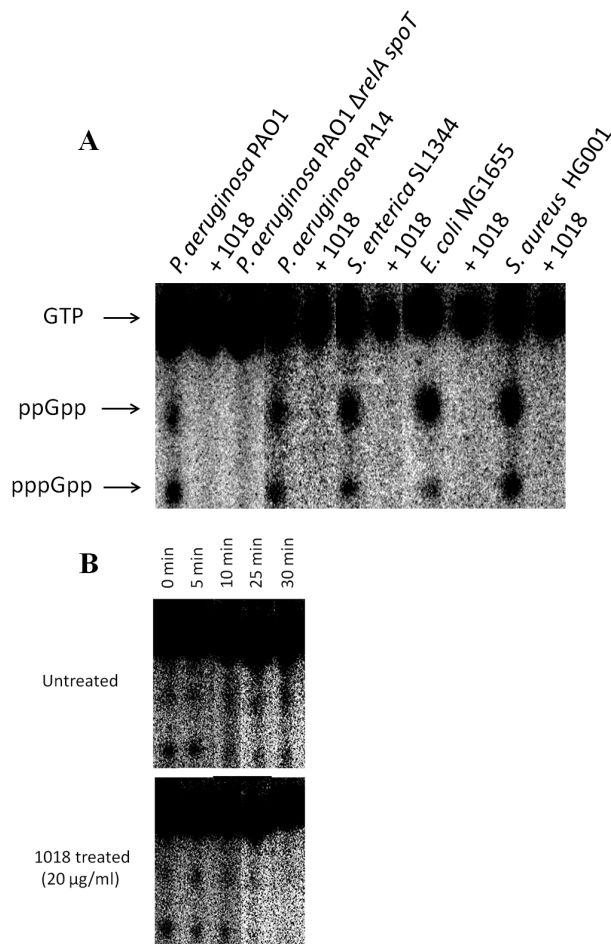 A
P. aeruginosa PAO1
+ 1018
P. aeruginosa PAO1 ΔrelA spoT
P. aeruginosa PA14
+ 1018
S. enterica SL1344
+ 1018
E. coli MG1655
+ 1018
S. aureus HG001
+ 1018
GTP
ppGpp
pppGpp
B
0 min
5 min
10 min
25 min
30 min
Untreated
1018 treated
(20 µg/ml)